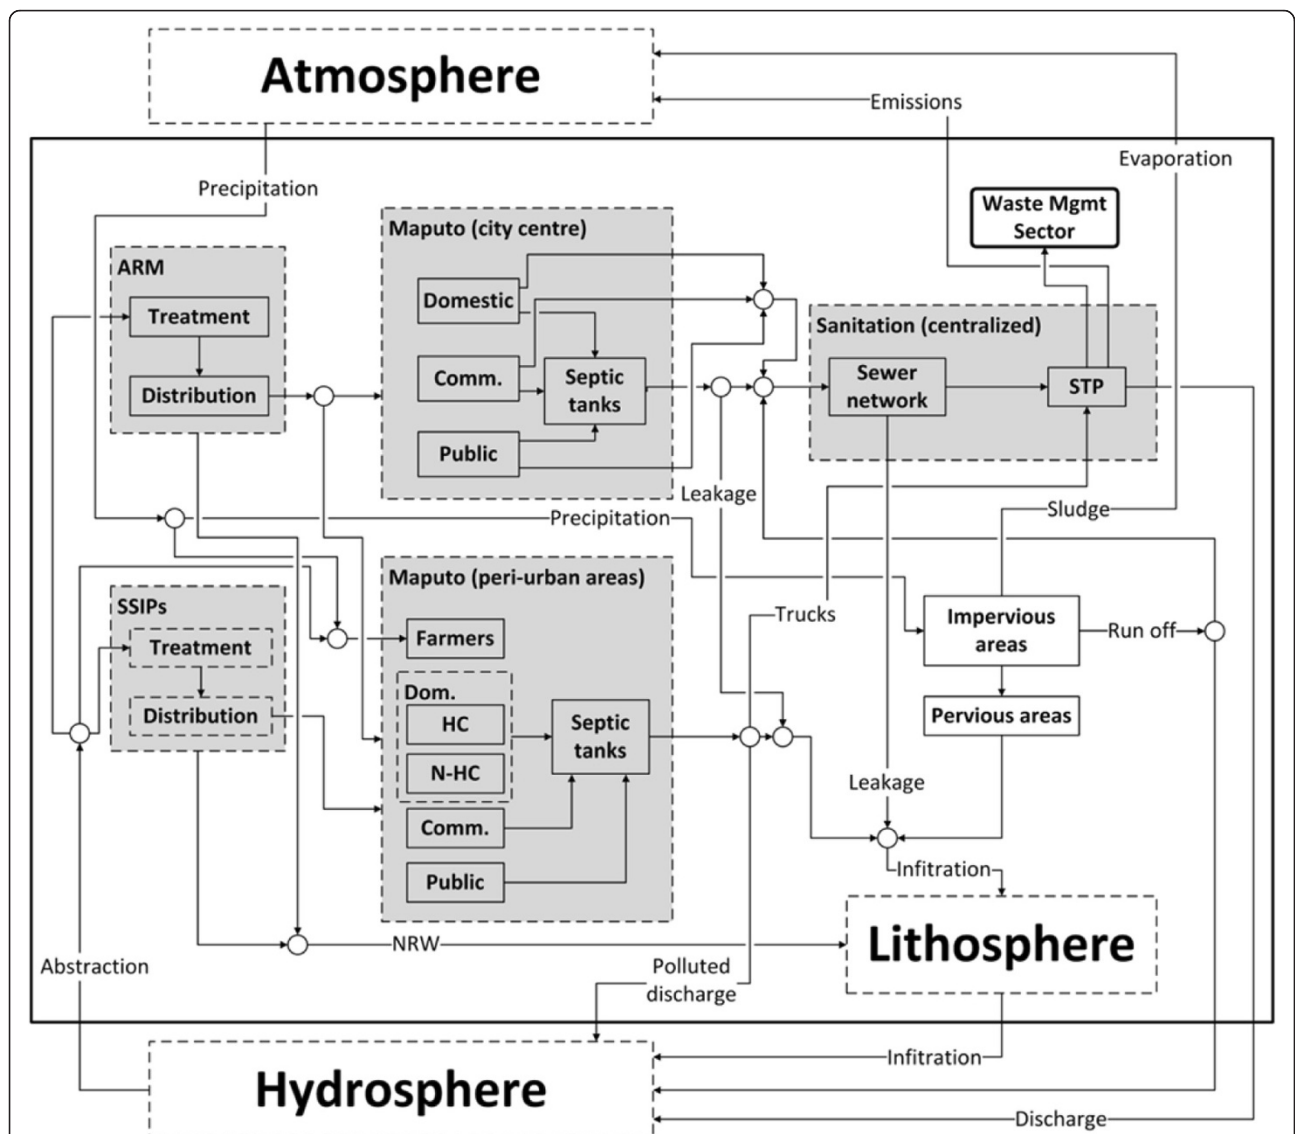 Atmosphere
Emissions
Evaporation
Precipitation
Waste Mgmt
Sector
Maputo (city centre)
ARM
Treatment
Distribution
Domestic
Comm.
Public
Septic
tanks
Sanitation (centralized)
Sewer
network
STP
Leakage
Precipitation
Sludge
Maputo (peri-urban areas)
SSIPs
Treatment
Distribution
Farmers
Dom.
HC
N-HC
Comm.
Public
Septic
tanks
Trucks
Impervious
areas
Run off
Pervious areas
Leakage
Infitration
Lithosphere
NRW
Abstraction
Polluted
discharge
Infitration
Hydrosphere
Discharge